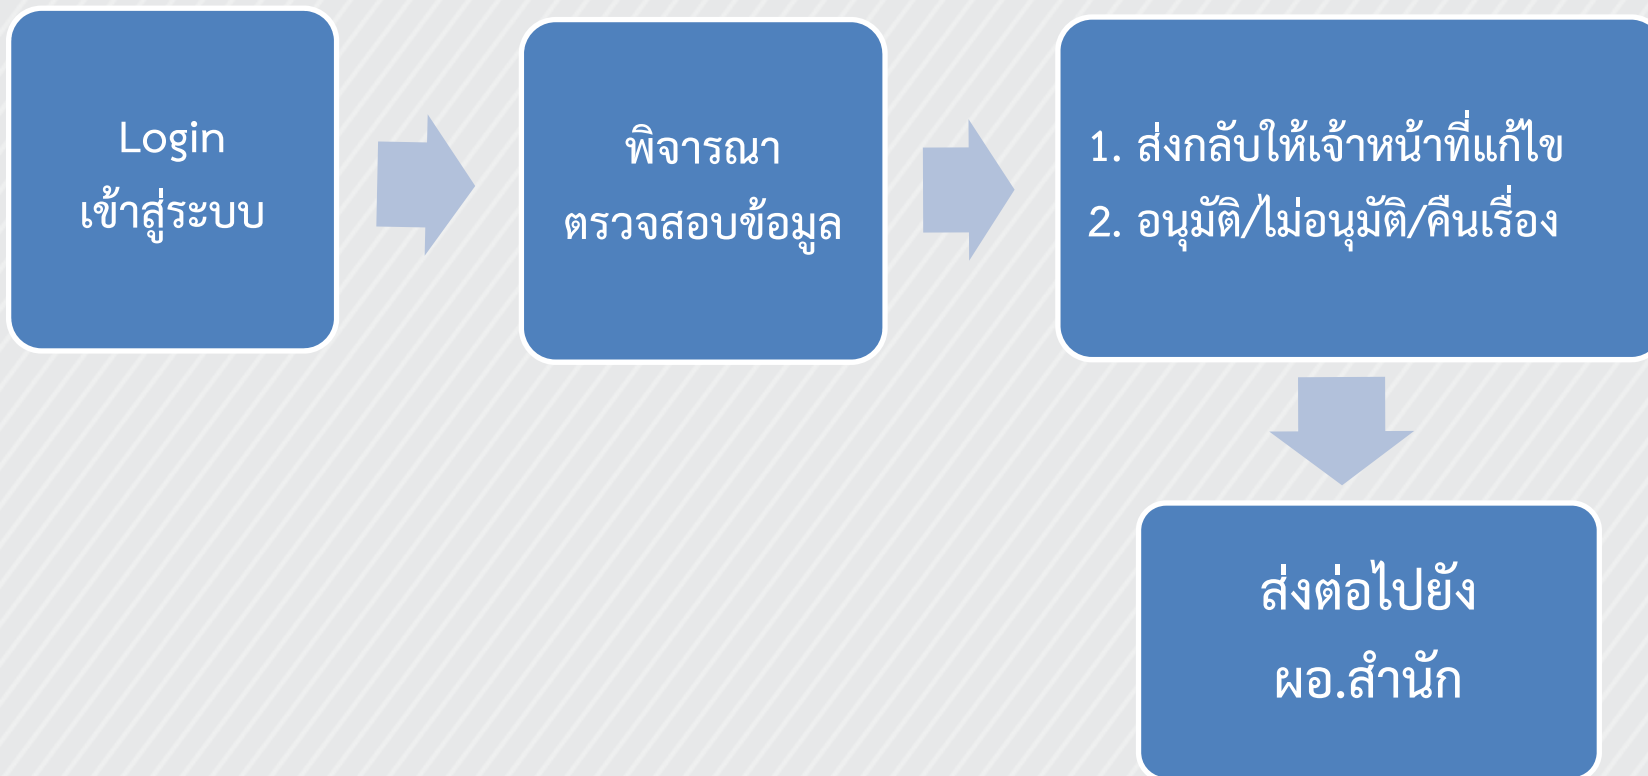 Login
เข้าสู่ระบบ
พิจารณา
ตรวจสอบข้อมูล
1. ส่งกลับให้เจ้าหน้าที่แก้ไข
2. อนุมัติ/ไม่อนุมัติ/คืนเรื่อง
ส่งต่อไปยัง
ผอ.สำนัก